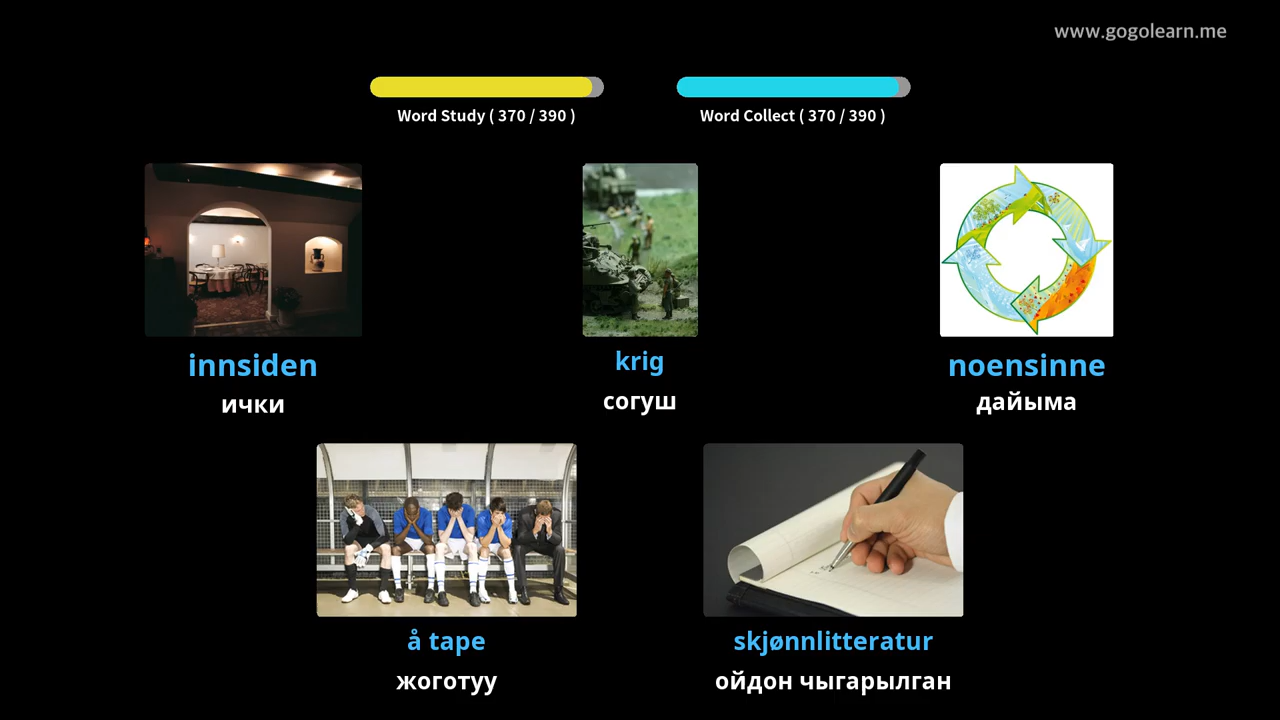 www.gogolearn.me
Word Study ( 370 / 390 )
Word Collect ( 370 / 390 )
innsiden
ички
krig
согуш
noensinne
дайыма
å tape
жоготуу
skjønnlitteratur
ойдон чыгарылган